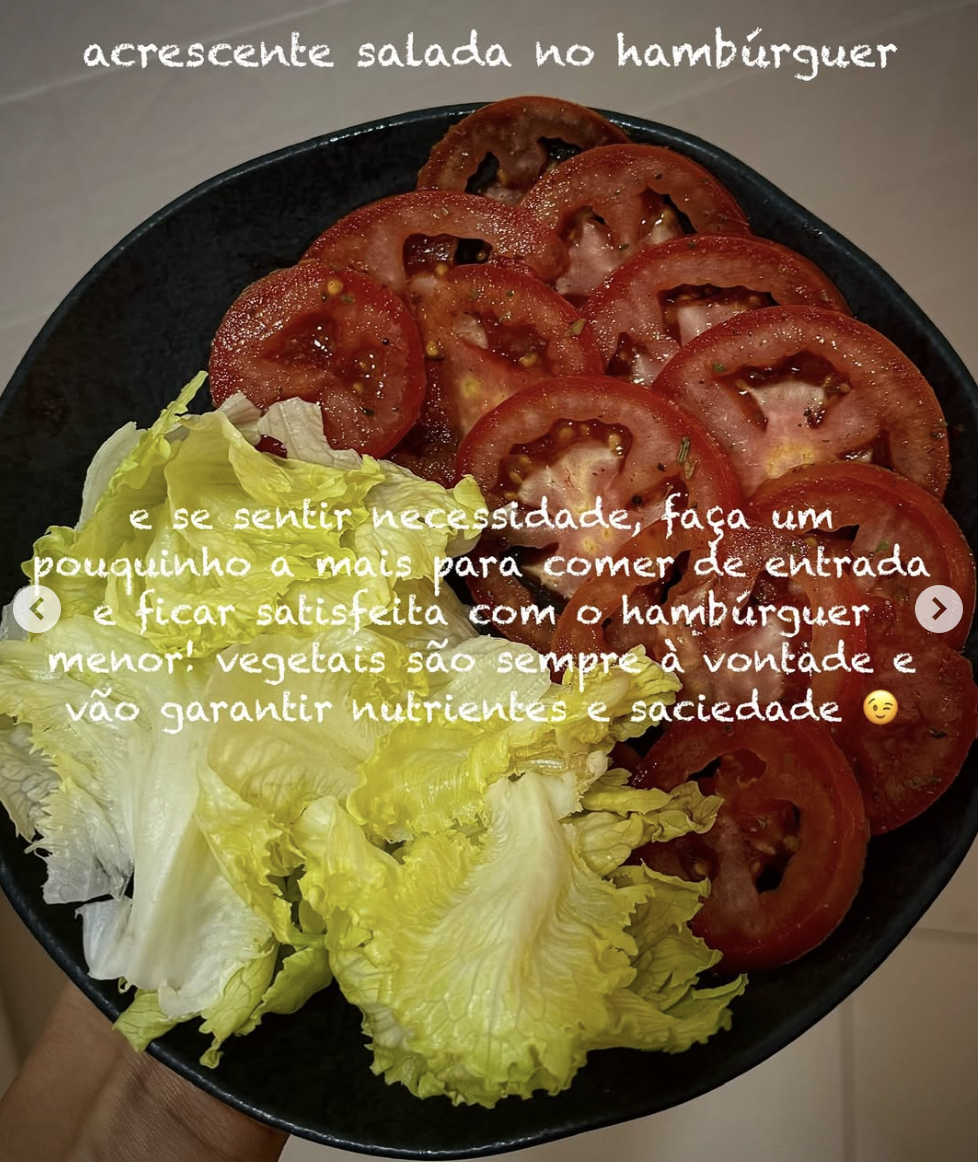 acrescente salada no hambúrguer
e se sentir necessidade, faça um
pouquinho a mais para comer de entrada
e ficar satisfeita com o hambúrguer
menor! vegetais são sempre à vontade e
vão garantir nutrientes e saciedade 😉